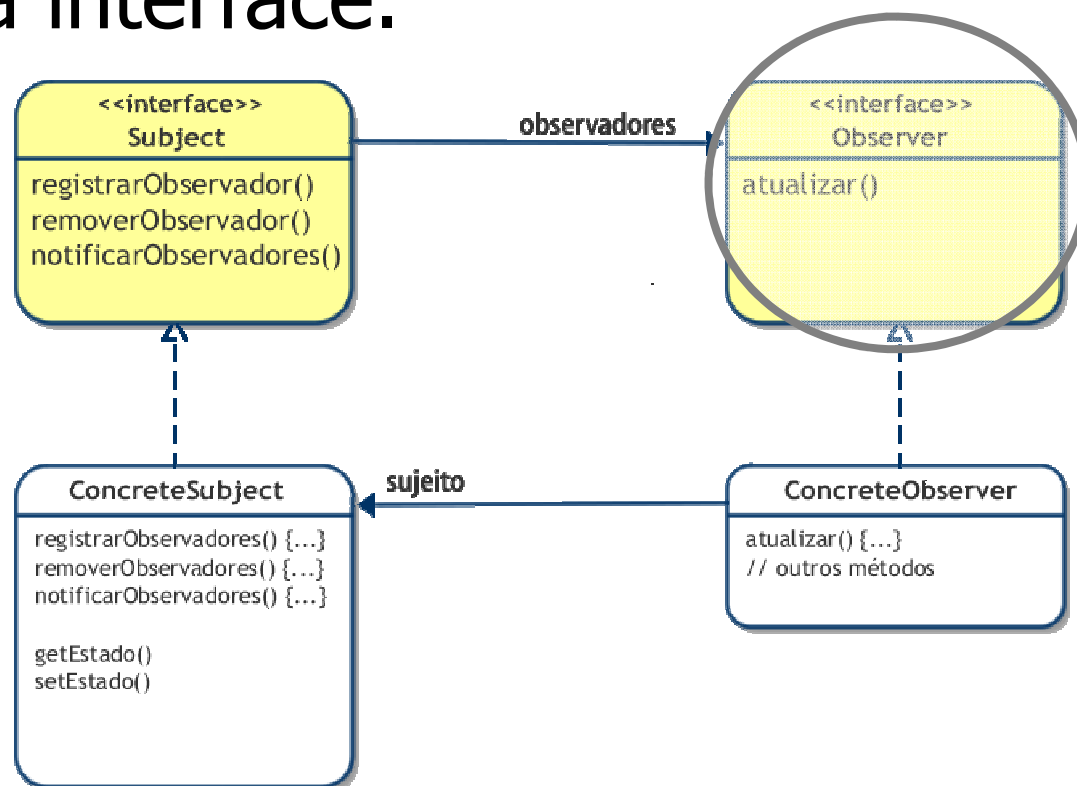 a interface.
<<interface>>
Subject
registrarObservador()
removerObservador()
notificarObservadores()
observadores
<<interface>>
Observer
atualizar()
ConcreteSubject
registrarObservadores() {...}
removerObservadores() {...}
notificarObservadores() {...}
getEstado()
setEstado()
sujeito
ConcreteObserver
atualizar() {...}
// outros métodos